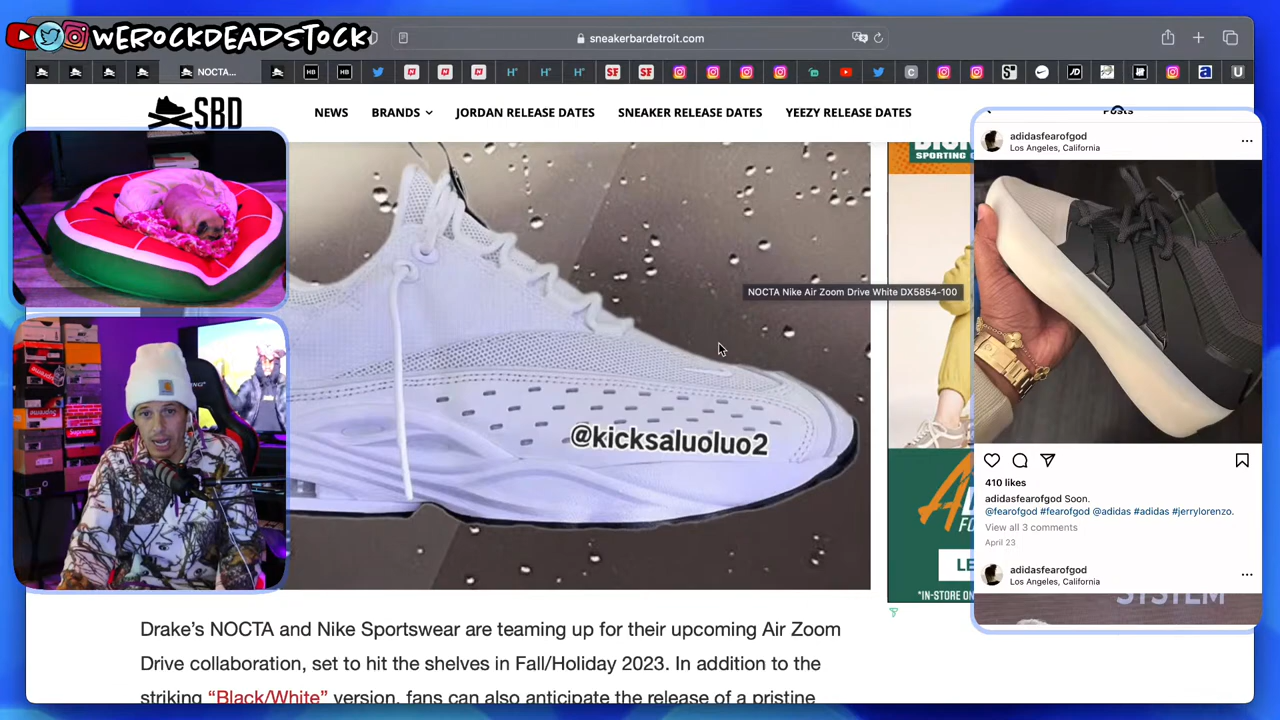 WEROCKDEADSTOCK
sneakerbardetroit.com
NOCTA...
SBD
NEWS
BRANDS
JORDAN RELEASE DATES
SNEAKER RELEASE DATES
YEEZY RELEASE DATES
SPORTING
NOCTA Nike Air Zoom Drive White DX5854-100
@kicksaluoluo2
Drake's NOCTA and Nike Sportswear are teaming up for their upcoming Air Zoom
Drive collaboration, set to hit the shelves in Fall/Holiday 2023. In addition to the
striking "Black/White" version, fans can also anticipate the release of a pristine
*IN-STORE ON
Posts
adidasfearofgod
Los Angeles, California
410 likes
adidasfearofgod Soon.
@fearofgod #fearofgod @adidas #adidas #jerrylorenzo.
View all 3 comments
April 23
adidasfearofgod
Los Angeles, California
SYSTEM